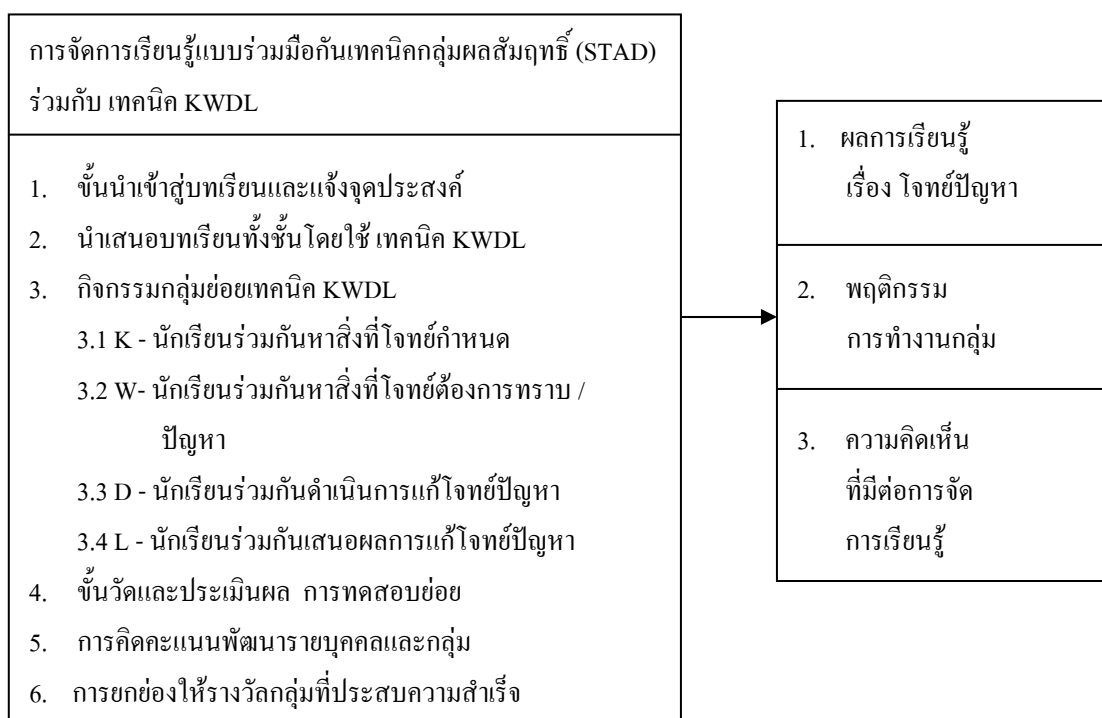 การจัดการเรียนรู้แบบร่วมมือกันเทคนิคกลุ่มผลสัมฤทธิ์ (STAD)
ร่วมกับ เทคนิค KWDL
1. ขั้นนำเข้าสู่บทเรียนและแจ้งจุดประสงค์
2. นำเสนอบทเรียนทั้งชั้นโดยใช้ เทคนิค KWDL
3. กิจกรรมกลุ่มย่อยเทคนิค KWDL
3.1 K - นักเรียนร่วมกันหาสิ่งที่โจทย์กำหนด
3.2 W- นักเรียนร่วมกันหาสิ่งที่โจทย์ต้องการทราบ /
ปัญหา
3.3 D - นักเรียนร่วมกันดำเนินการแก้โจทย์ปัญหา
3.4 L - นักเรียนร่วมกันเสนอผลการแก้โจทย์ปัญหา
4. ขั้นวัดและประเมินผล การทดสอบย่อย
5. การคิดคะแนนพัฒนารายบุคคลและกลุ่ม
6. การยกย่องให้รางวัลกลุ่มที่ประสบความสำเร็จ
1. ผลการเรียนรู้
เรื่อง โจทย์ปัญหา
2. พฤติกรรม
การทำงานกลุ่ม
3. ความคิดเห็น
ที่มีต่อการจัด
การเรียนรู้